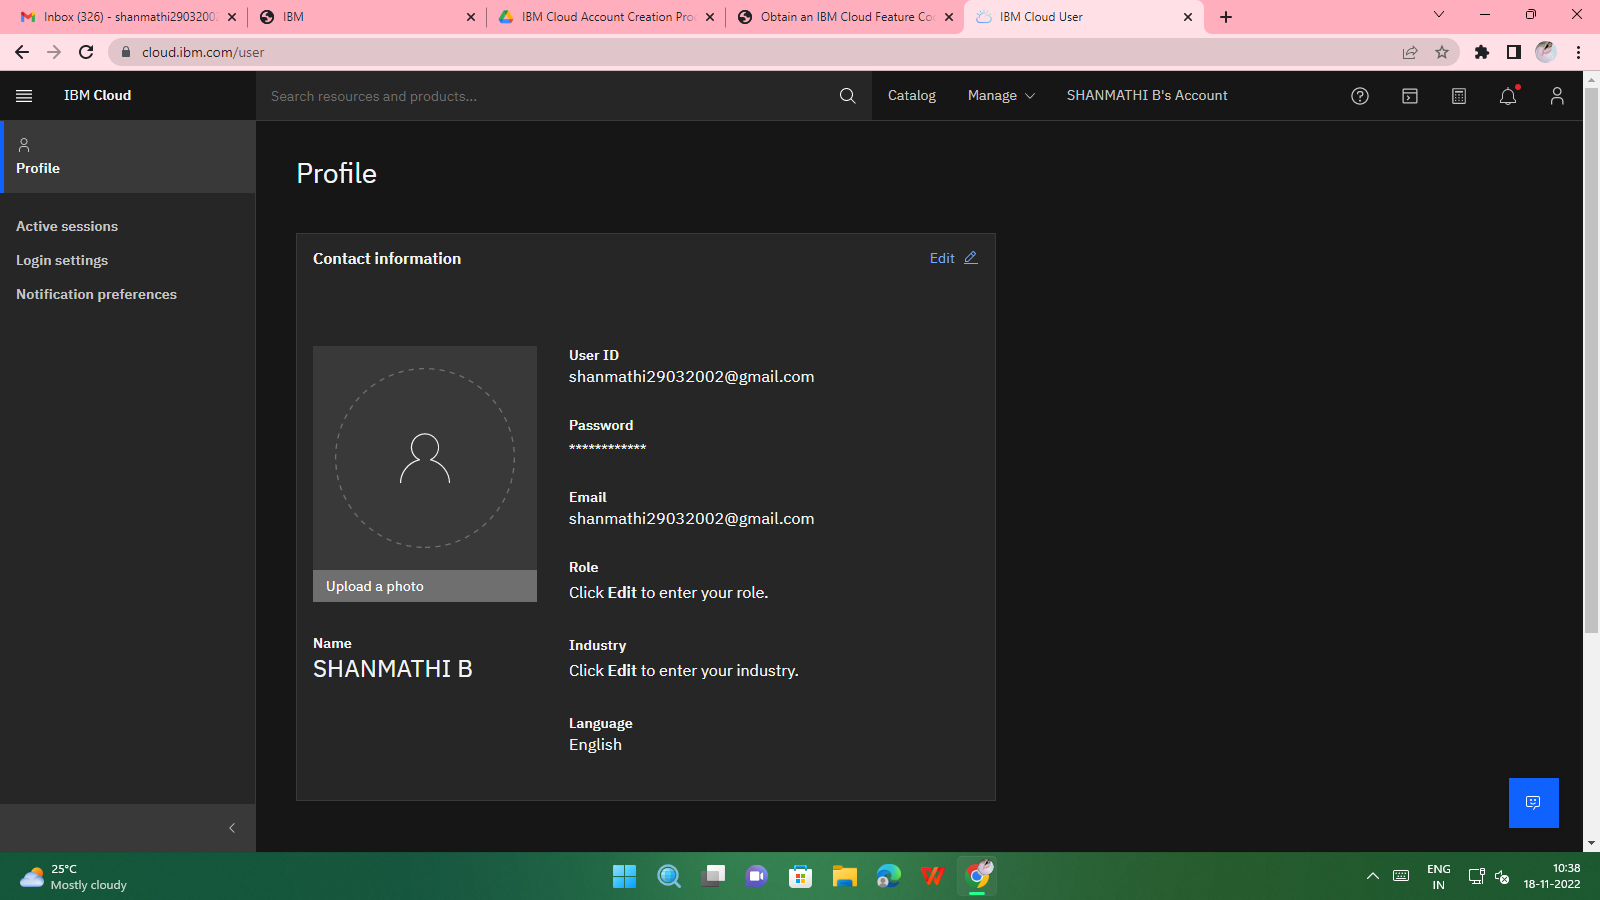 Inbox (326) - shanmathi2903200
IBM
IBM Cloud Account Creation Pro
Obtain an IBM Cloud Feature Co
IBM Cloud User
cloud.ibm.com/user
IBM Cloud
Search resources and products...
Catalog
Manage
SHANMATHI B's Account
Profile
Active sessions
Login settings
Notification preferences
Profile
Contact information
Edit
Upload a photo
Name
SHANMATHI B
User ID
shanmathi29032002@gmail.com
Password
************
Email
shanmathi29032002@gmail.com
Role
Click Edit to enter your role.
Industry
Click Edit to enter your industry.
Language
English
25°C
Mostly cloudy
ENG
IN
10:38
18-11-2022